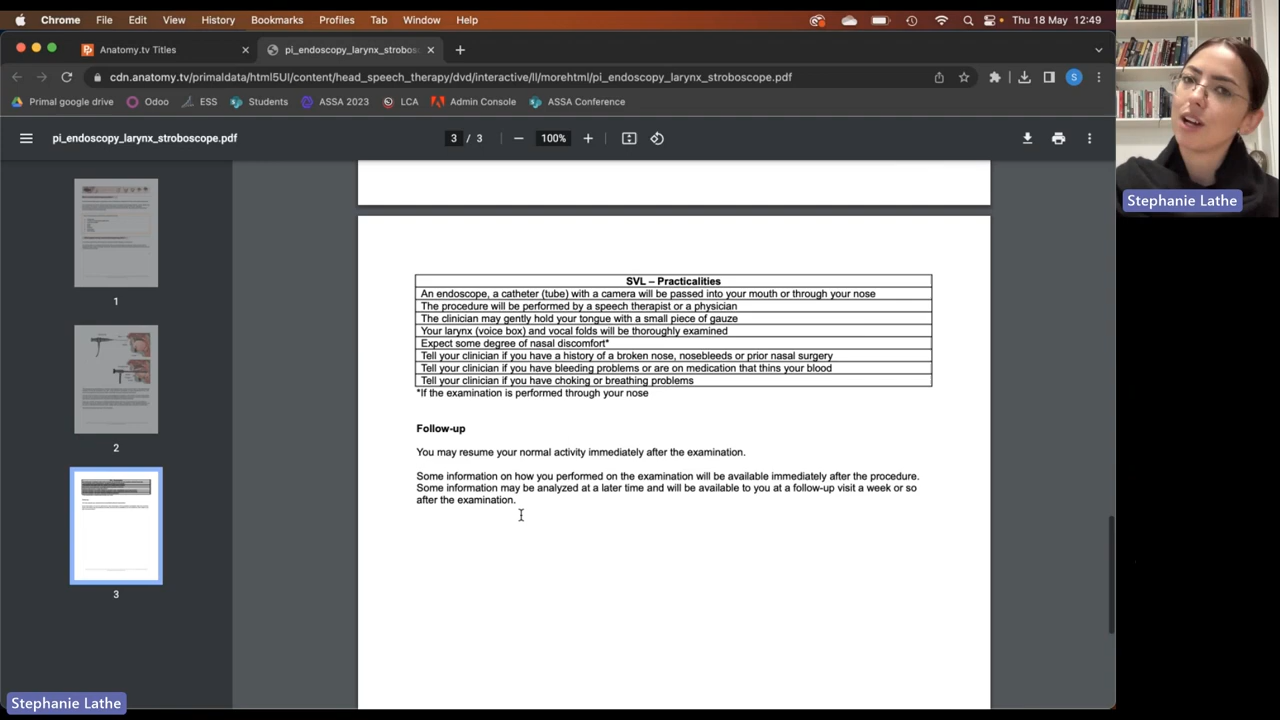 Chrome File Edit View History Bookmarks Profiles Tab Window Help Thu 18 May 12:49
Anatomy.tv Titles
pi_endoscopy_larynx_strobos
cdn.anatomy.tv/primaldata/html5UI/content/head_speech_therapy/dvd/interactive/ll/morehtml/pi_endoscopy_larynx_stroboscope.pdf
S
Primal google drive Odoo ESS Students ASSA 2023 LCA Admin Console ASSA Conference
pi_endoscopy_larynx_stroboscope.pdf 3 / 3 100%
Stephanie Lathe
1
2
3
SVL – Practicalities
An endoscope, a catheter (tube) with a camera will be passed into your mouth or through your nose
The procedure will be performed by a speech therapist or a physician
The clinician may gently hold your tongue with a small piece of gauze
Your larynx (voice box) and vocal folds will be thoroughly examined
Expect some degree of nasal discomfort*
Tell your clinician if you have a history of a broken nose, nosebleeds or prior nasal surgery
Tell your clinician if you have bleeding problems or are on medication that thins your blood
Tell your clinician if you have choking or breathing problems
*If the examination is performed through your nose
Follow-up
You may resume your normal activity immediately after the examination.
Some information on how you performed on the examination will be available immediately after the procedure.
Some information may be analyzed at a later time and will be available to you at a follow-up visit a week or so
after the examination.
Stephanie Lathe